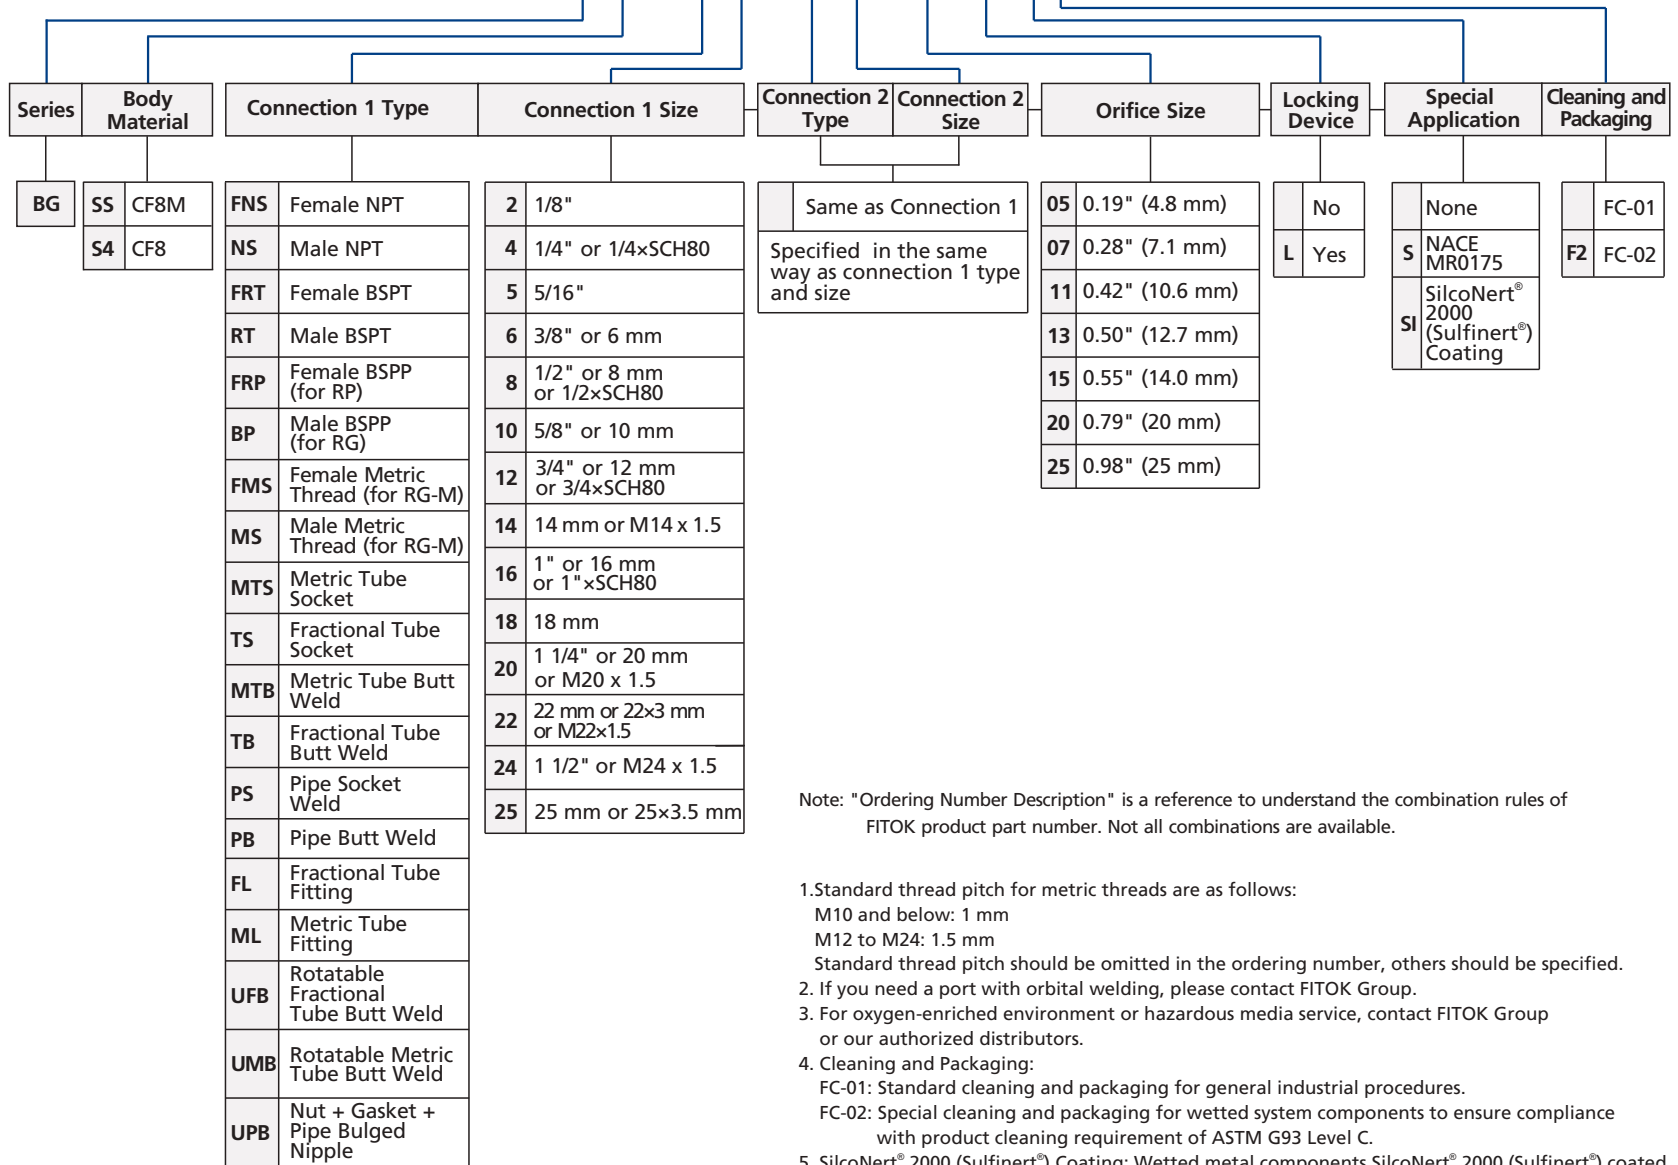 Series
Body
Material
Connection 1 Type
Connection 1 Size
Connection 2
Type
Connection 2
Size
Orifice Size
Locking
Device
Special
Application
Cleaning and
Packaging
BG
SS CF8M
S4 CF8
FNS Female NPT
NS Male NPT
FRT Female BSPT
RT Male BSPT
FRP Female BSPP
(for RP)
BP Male BSPP
(for RG)
FMS Female Metric
Thread (for RG-M)
MS Male Metric
Thread (for RG-M)
MTS Metric Tube
Socket
TS Fractional Tube
Socket
MTB Metric Tube Butt
Weld
TB Fractional Tube
Butt Weld
PS Pipe Socket
Weld
PB Pipe Butt Weld
FL Fractional Tube
Fitting
ML Metric Tube
Fitting
UFB Rotatable
Fractional
Tube Butt Weld
UMB Rotatable Metric
Tube Butt Weld
UPB Nut + Gasket +
Pipe Bulged
Nipple
2 1/8"
4 1/4" or 1/4×SCH80
5 5/16"
6 3/8" or 6 mm
8 1/2" or 8 mm
or 1/2×SCH80
10 5/8" or 10 mm
12 3/4" or 12 mm
or 3/4×SCH80
14 14 mm or M14 x 1.5
16 1" or 16 mm
or 1"×SCH80
18 18 mm
20 1 1/4" or 20 mm
or M20 x 1.5
22 22 mm or 22×3 mm
or M22×1.5
24 1 1/2" or M24 x 1.5
25 25 mm or 25×3.5 mm
Same as Connection 1
Specified in the same
way as connection 1 type
and size
05 0.19" (4.8 mm)
07 0.28" (7.1 mm)
11 0.42" (10.6 mm)
13 0.50" (12.7 mm)
15 0.55" (14.0 mm)
20 0.79" (20 mm)
25 0.98" (25 mm)
No
L Yes
None
S NACE
MR0175
SI SilcoNert®
2000
(Sulfinert®)
Coating
FC-01
F2 FC-02
Note: "Ordering Number Description" is a reference to understand the combination rules of
FITOK product part number. Not all combinations are available.
1.Standard thread pitch for metric threads are as follows:
M10 and below: 1 mm
M12 to M24: 1.5 mm
Standard thread pitch should be omitted in the ordering number, others should be specified.
2. If you need a port with orbital welding, please contact FITOK Group.
3. For oxygen-enriched environment or hazardous media service, contact FITOK Group
or our authorized distributors.
4. Cleaning and Packaging:
FC-01: Standard cleaning and packaging for general industrial procedures.
FC-02: Special cleaning and packaging for wetted system components to ensure compliance
with product cleaning requirement of ASTM G93 Level C.
5. SilcoNert® 2000 (Sulfinert®) Coating: Wetted metal components SilcoNert® 2000 (Sulfinert®) coated